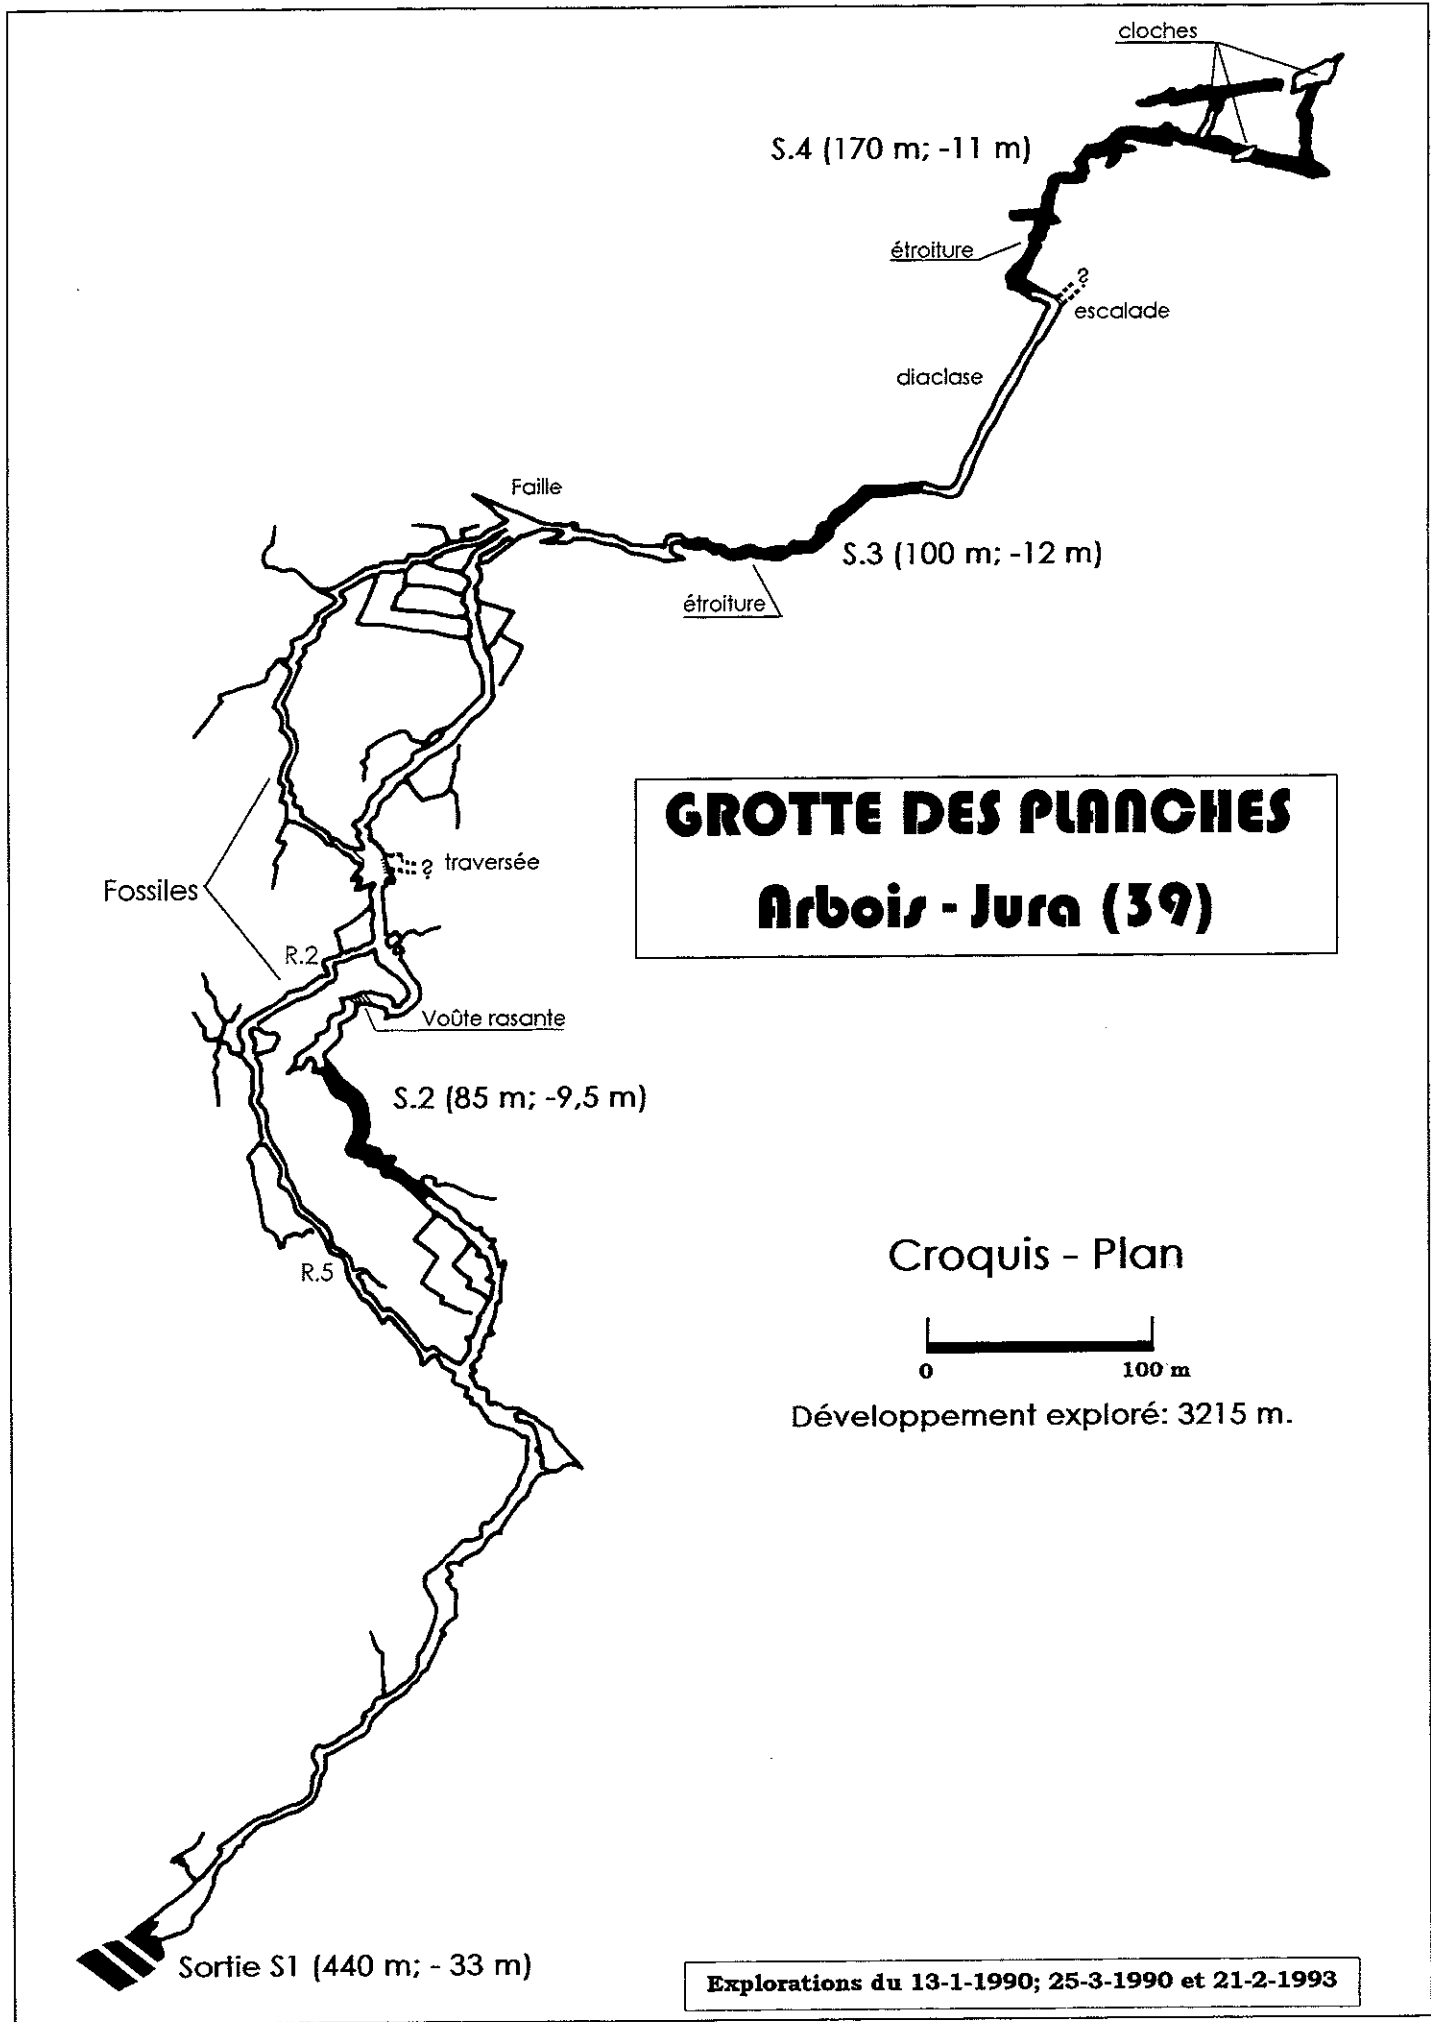 cloches
S.4 (170 m; -11 m)
étroiture
?
escalade
diaclase
Faille
S.3 (100 m; -12 m)
étroiture
GROTTE DES PLANCHES
Arbois - Jura (39)
? traversée
Fossiles
R.2
Voûte rasante
S.2 (85 m; -9,5 m)
R.5
Croquis - Plan
0 100 m
Développement exploré: 3215 m.
Sortie S1 (440 m; - 33 m)
Explorations du 13-1-1990; 25-3-1990 et 21-2-1993